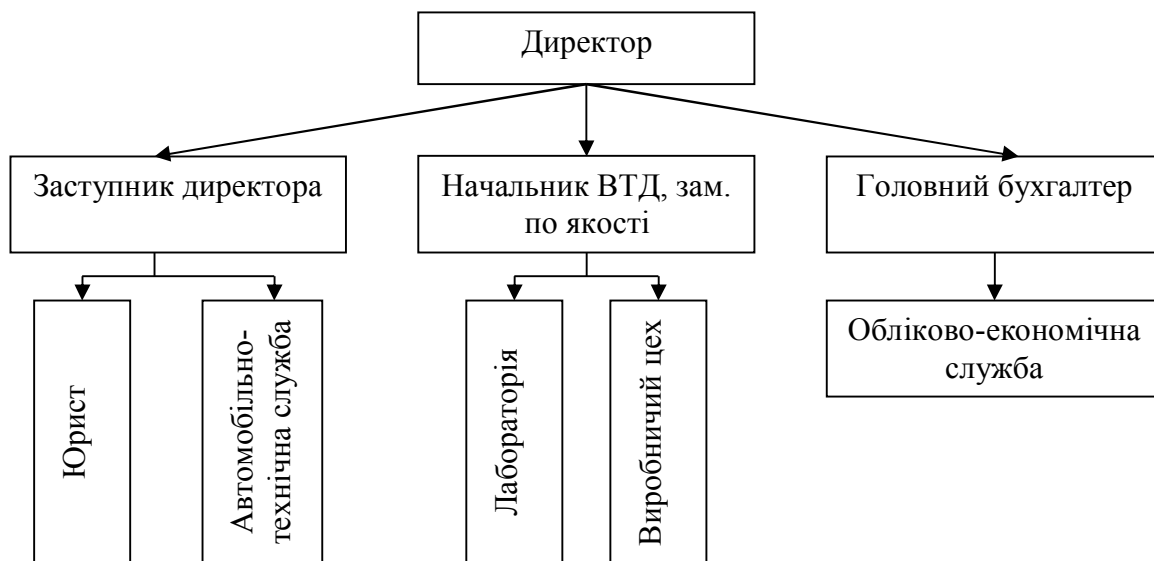 Директор
Заступник директора
Начальник ВТД, зам.
по якості
Головний бухгалтер
Юрист
Автомобільно-
технічна служба
Лабораторія
Виробничий цех
Обліково-економічна
служба